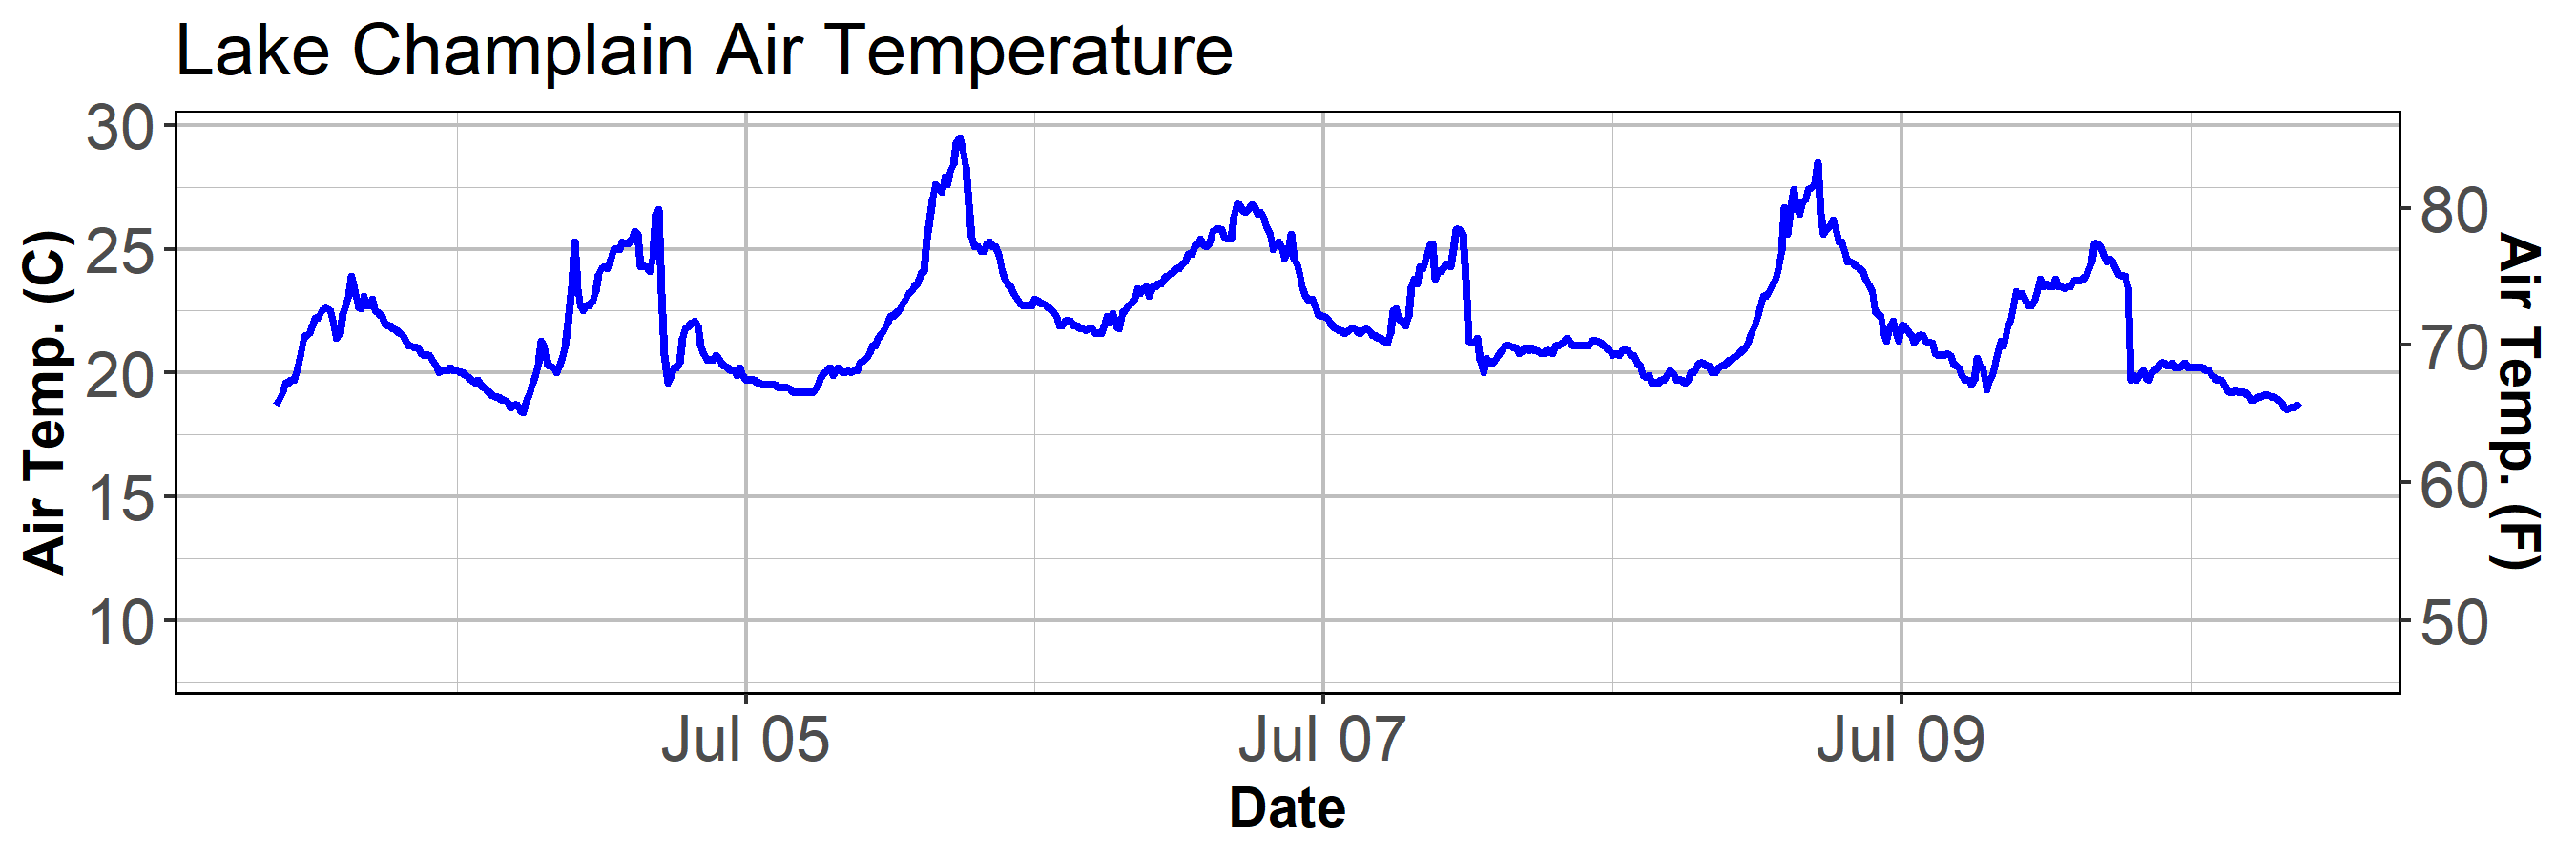 Lake Champlain Air Temperature
Air Temp. (C)
30
25
20
15
10
80
70
60
50
Air Temp. (F)
Jul 05
Jul 07
Jul 09
Date